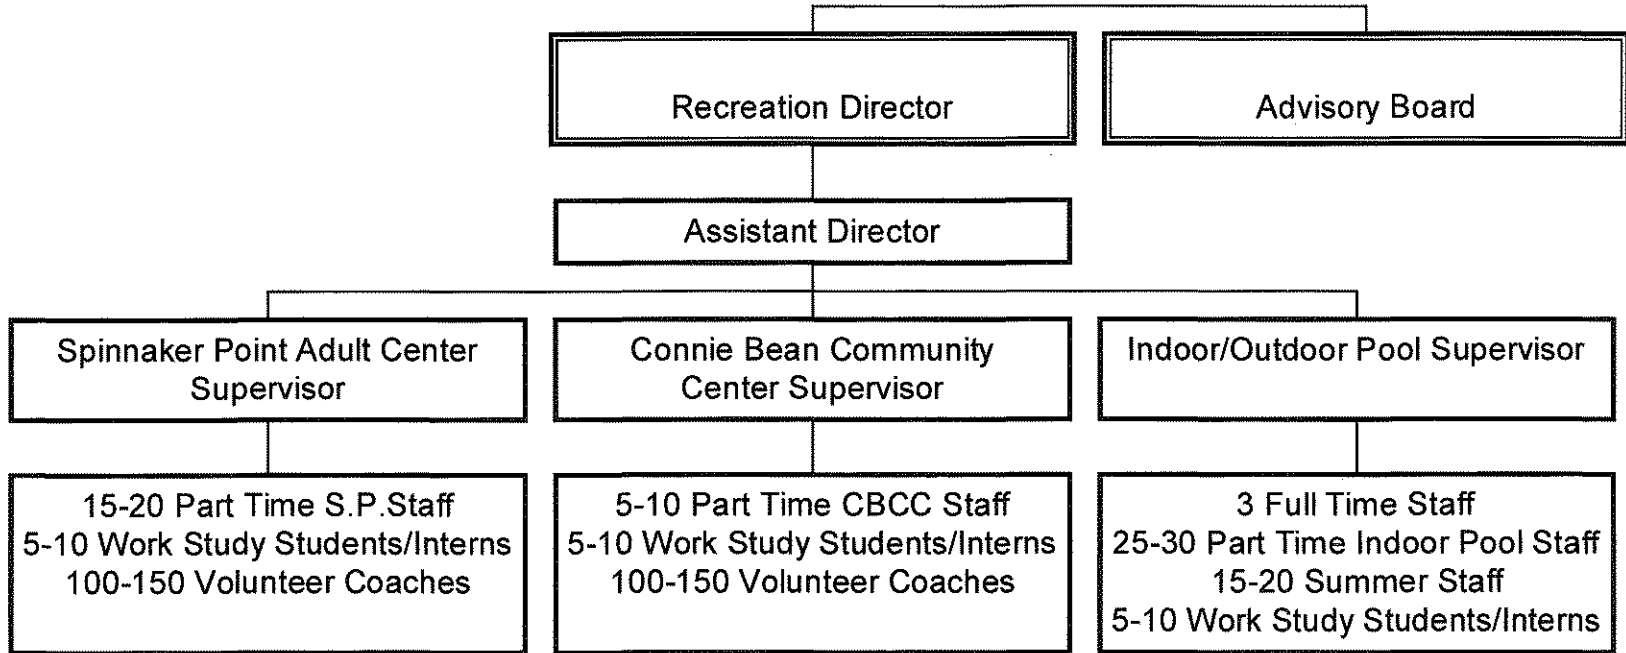 Recreation Director
Advisory Board
Assistant Director
Spinnaker Point Adult Center
Supervisor
Connie Bean Community
Center Supervisor
Indoor/Outdoor Pool Supervisor
15-20 Part Time S.P.Staff
5-10 Work Study Students/Interns
100-150 Volunteer Coaches
5-10 Part Time CBCC Staff
5-10 Work Study Students/Interns
100-150 Volunteer Coaches
3 Full Time Staff
25-30 Part Time Indoor Pool Staff
15-20 Summer Staff
5-10 Work Study Students/Interns